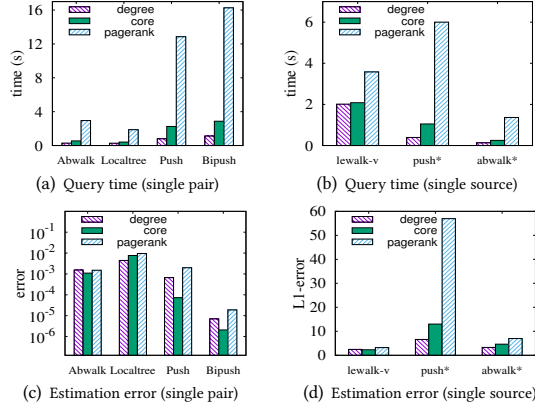 degree
core
pagerank
time (s)
16
12
8
4
0
Abwalk Localtree Push Bipush
(a) Query time (single pair)
degree
core
pagerank
time (s)
6
4
2
0
lewalk-v push* abwalk*
(b) Query time (single source)
degree
core
pagerank
error
10-1
10-2
10-3
10-4
10-5
10-6
Abwalk Localtree Push Bipush
(c) Estimation error (single pair)
degree
core
pagerank
L1-error
60
50
40
30
20
10
0
lewalk-v push* abwalk*
(d) Estimation error (single source)